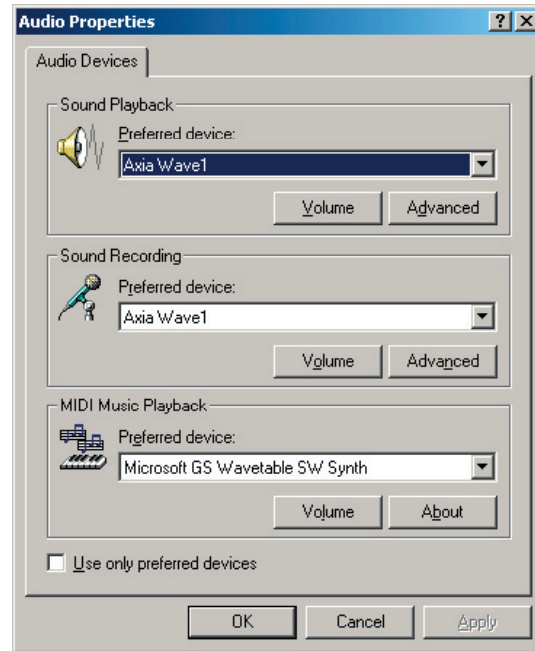 Audio Properties
Audio Devices
Sound Playback
Preferred device:
Axia Wave1
Volume Advanced
Sound Recording
Preferred device:
Axia Wave1
Volume Advanced
MIDI Music Playback
Preferred device:
Microsoft GS Wavetable SW Synth
Volume About
Use only preferred devices
OK Cancel Apply